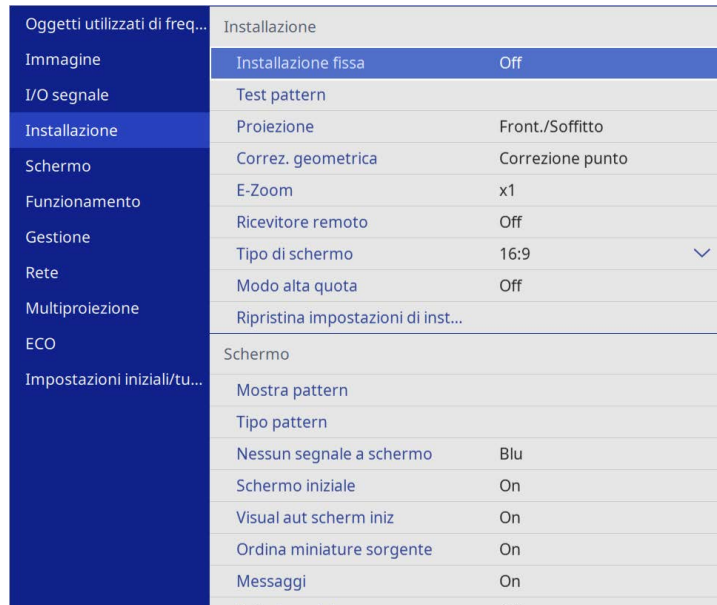 Oggetti utilizzati di freq...
Immagine
I/O segnale
Installazione
Schermo
Funzionamento
Gestione
Rete
Multiproiezione
ECO
Impostazioni iniziali/tu...
Installazione
Installazione fissa Off
Test pattern
Proiezione Front./Soffitto
Correz. geometrica Correzione punto
E-Zoom x1
Ricevitore remoto Off
Tipo di schermo 16:9
Modo alta quota Off
Ripristina impostazioni di inst...
Schermo
Mostra pattern
Tipo pattern
Nessun segnale a schermo Blu
Schermo iniziale On
Visual aut scherm iniz On
Ordina miniature sorgente On
Messaggi On